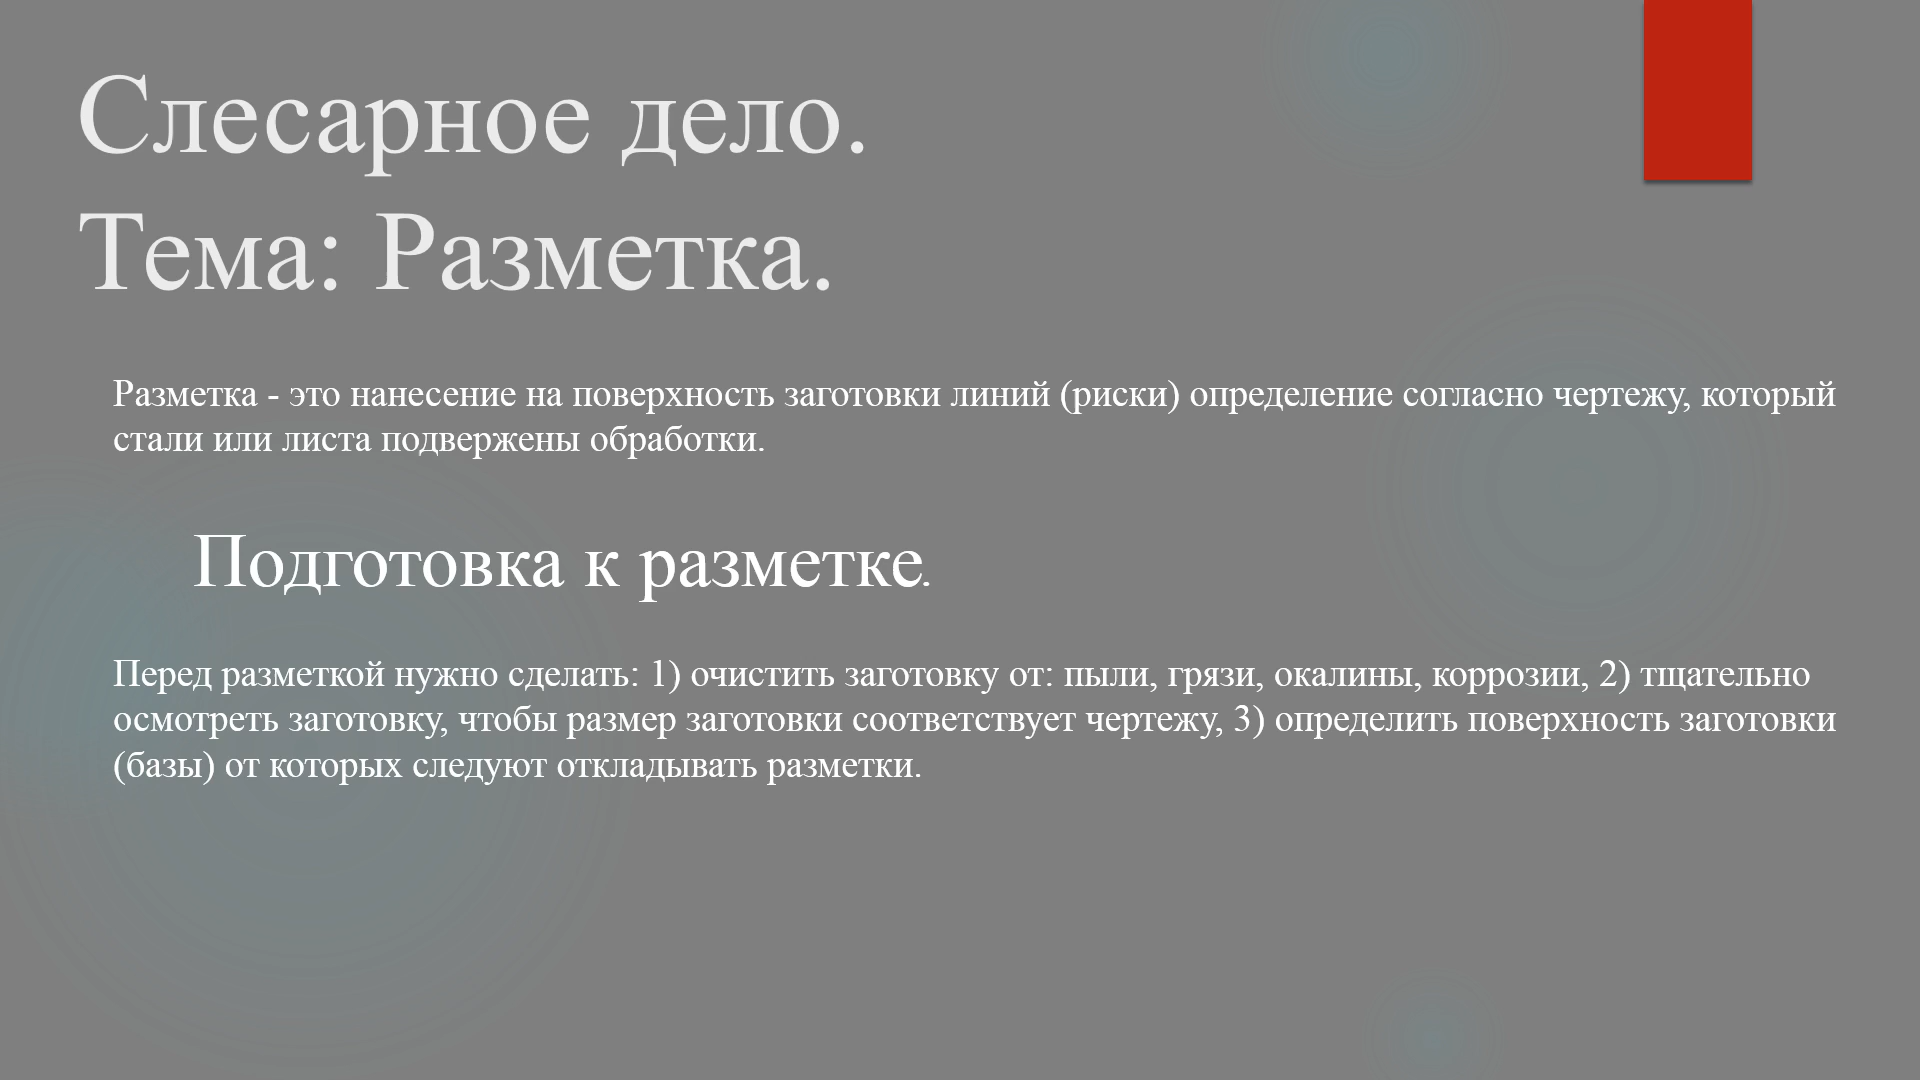 Слесарное дело.
Тема: Разметка.
Разметка - это нанесение на поверхность заготовки линий (риски) определение согласно чертежу, который
стали или листа подвержены обработки.
Подготовка к разметке.
Перед разметкой нужно сделать: 1) очистить заготовку от: пыли, грязи, окалины, коррозии, 2) тщательно
осмотреть заготовку, чтобы размер заготовки соответствует чертежу, 3) определить поверхность заготовки
(базы) от которых следуют откладывать разметки.